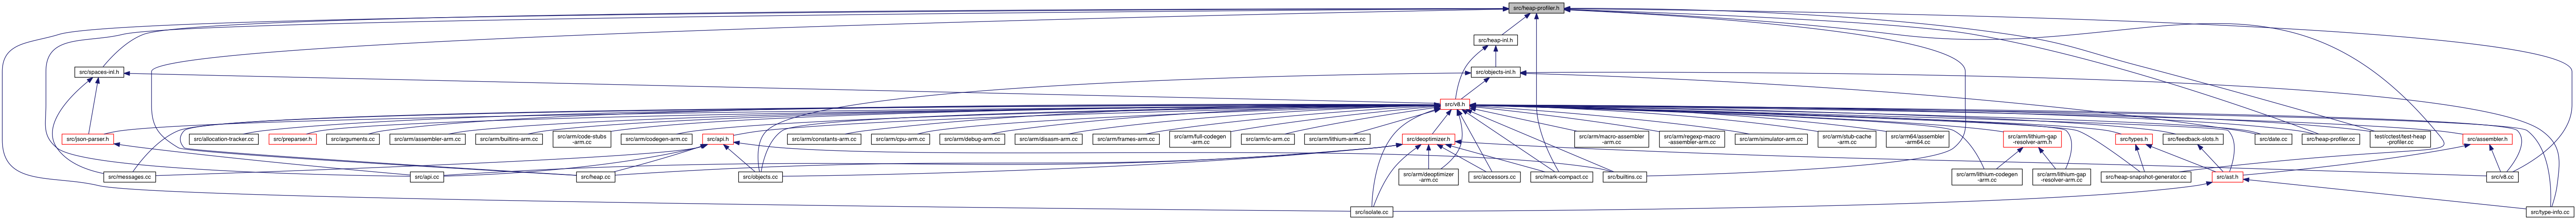 src/heap-profiler.h
src/heap-inl.h
src/spaces-inl.h
src/objects-inl.h
src/v8.h
src/json-parser.h
src/allocation-tracker.cc
src/preparser.h
src/arguments.cc
src/arm/assembler-arm.cc
src/arm/builtins-arm.cc
src/arm/code-stubs
-arm.cc
src/arm/codegen-arm.cc
src/api.h
src/arm/constants-arm.cc
src/arm/cpu-arm.cc
src/arm/debug-arm.cc
src/arm/disasm-arm.cc
src/arm/frames-arm.cc
src/arm/full-codegen
-arm.cc
src/arm/ic-arm.cc
src/arm/lithium-arm.cc
src/deoptimizer.h
src/arm/macro-assembler
-arm.cc
src/arm/regexp-macro
-assembler-arm.cc
src/arm/simulator-arm.cc
src/arm/stub-cache
-arm.cc
src/arm64/assembler
-arm64.cc
src/arm/lithium-gap
-resolver-arm.h
src/types.h
src/feedback-slots.h
src/date.cc
src/heap-profiler.cc
test/cctest/test-heap
-profiler.cc
src/assembler.h
src/messages.cc
src/api.cc
src/heap.cc
src/objects.cc
src/arm/deoptimizer
-arm.cc
src/accessors.cc
src/mark-compact.cc
src/builtins.cc
src/arm/lithium-codegen
-arm.cc
src/arm/lithium-gap
-resolver-arm.cc
src/heap-snapshot-generator.cc
src/ast.h
src/v8.cc
src/isolate.cc
src/type-info.cc